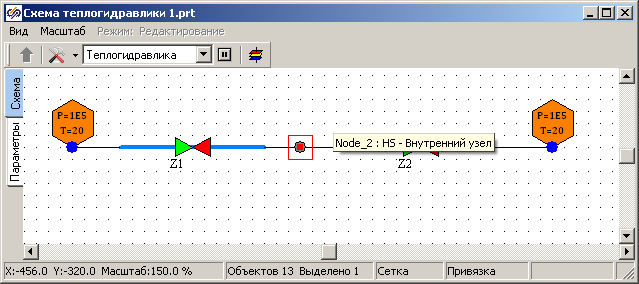 Схема теплогидравлики 1.prt
Вид Масштаб Режим: Редактирование
Теплогидравлика
Схема
Параметры
P=1E5
T=20
P=1E5
T=20
Node_2 : HS - Внутренний узел
Z1
Z2
X:-456.0 Y:-320.0 Масштаб:150.0 %
Объектов 13 Выделено 1
Сетка
Привязка